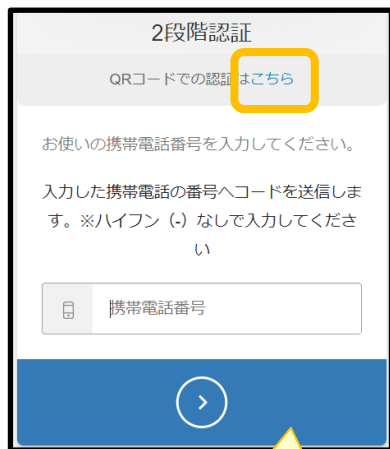 2段階認証
QRコードでの認証はこちら
お使いの携帯電話番号を入力してください。
入力した携帯電話の番号へコードを送信しま
す。※ハイフン（-）なしで入力してくださ
い
携帯電話番号